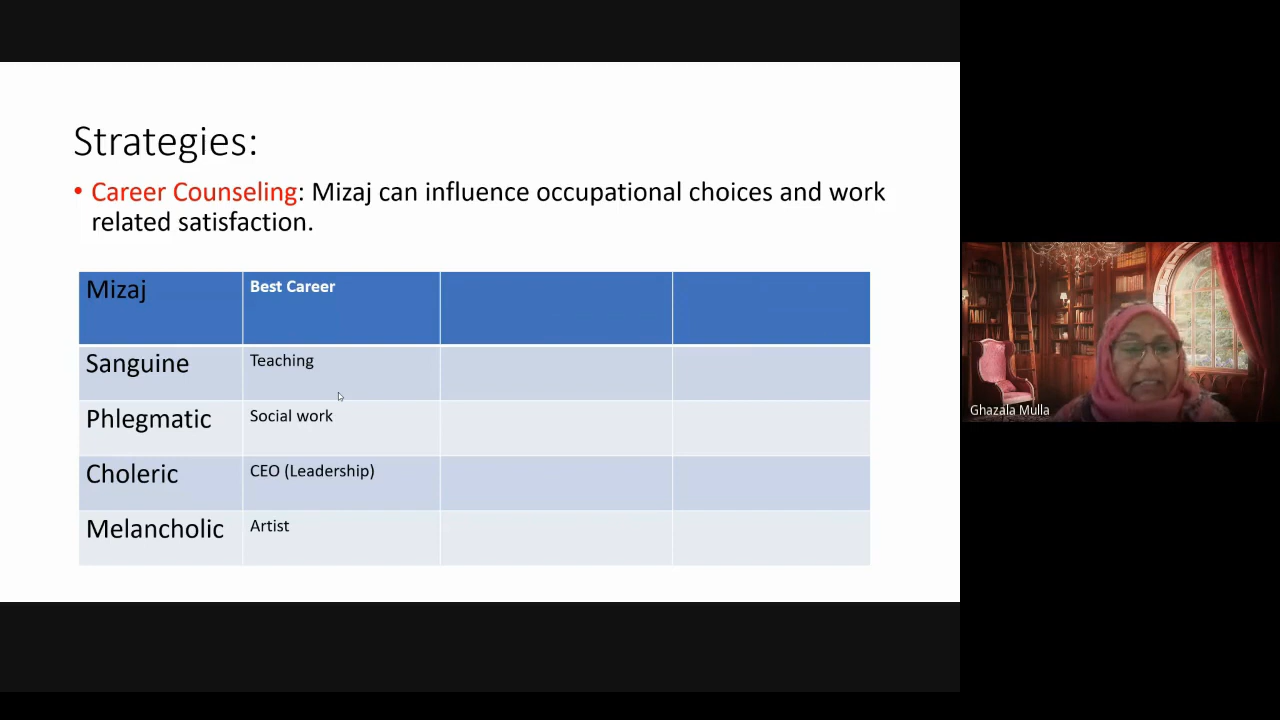 Strategies:
• Career Counseling: Mizaj can influence occupational choices and work
related satisfaction.
Mizaj Best Career
Sanguine Teaching
Phlegmatic Social work
Choleric CEO (Leadership)
Melancholic Artist
Ghazala Mulla